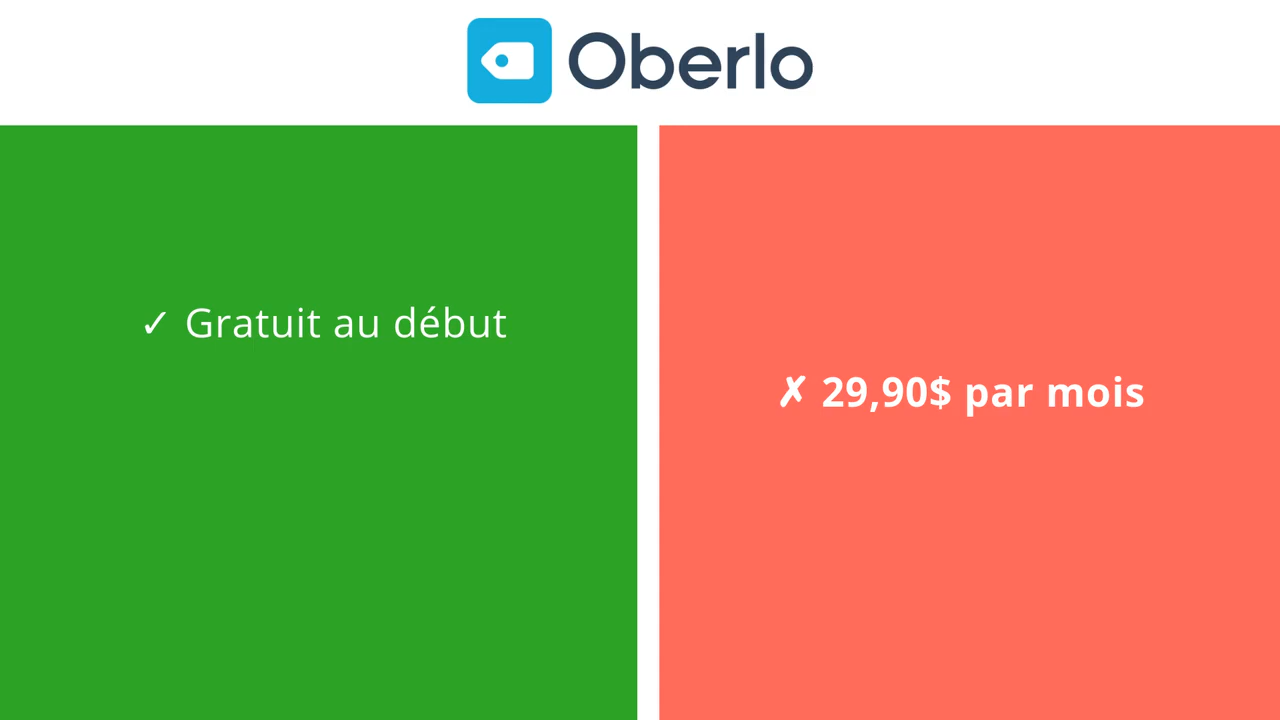 Oberlo
✓ Gratuit au début
✗ 29,90$ par mois